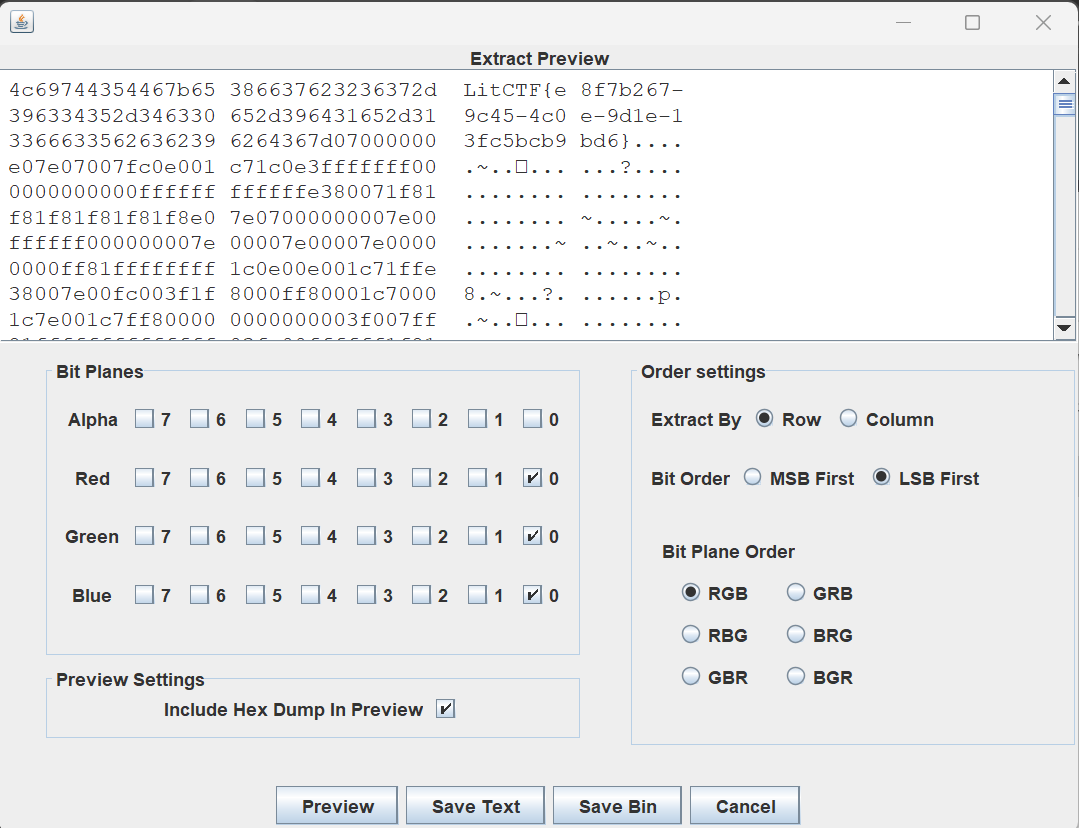 Extract Preview
4c69744354467b65 386637623236372d LitCTF{e 8f7b267-
396334352d346330 652d396431652d31 9c45-4c0 e-9d1e-1
3366633562636239 6264367d07000000 3fc5bcb9 bd6}....
e07e07007fc0e001 c71c0e3fffffff00 .~..□... ...?....
0000000000ffffff ffffffe380071f81 ........ ........
f81f81f81f81f8e0 7e07000000007e00 ........ ~.....~.
ffffff000000007e 00007e00007e0000 .......~ ..~..~..
0000ff81ffffffff 1c0e00e001c71ffe ........ ........
38007e00fc003f1f 8000ff80001c7000 8.~...?. ......p.
1c7e001c7ff80000 0000000003f007ff .~..□... ........
Bit Planes
Alpha 7 6 5 4 3 2 1 0
Red 7 6 5 4 3 2 1 0
Green 7 6 5 4 3 2 1 0
Blue 7 6 5 4 3 2 1 0
Preview Settings
Include Hex Dump In Preview
Order settings
Extract By Row Column
Bit Order MSB First LSB First
Bit Plane Order
RGB GRB
RBG BRG
GBR BGR
Preview Save Text Save Bin Cancel